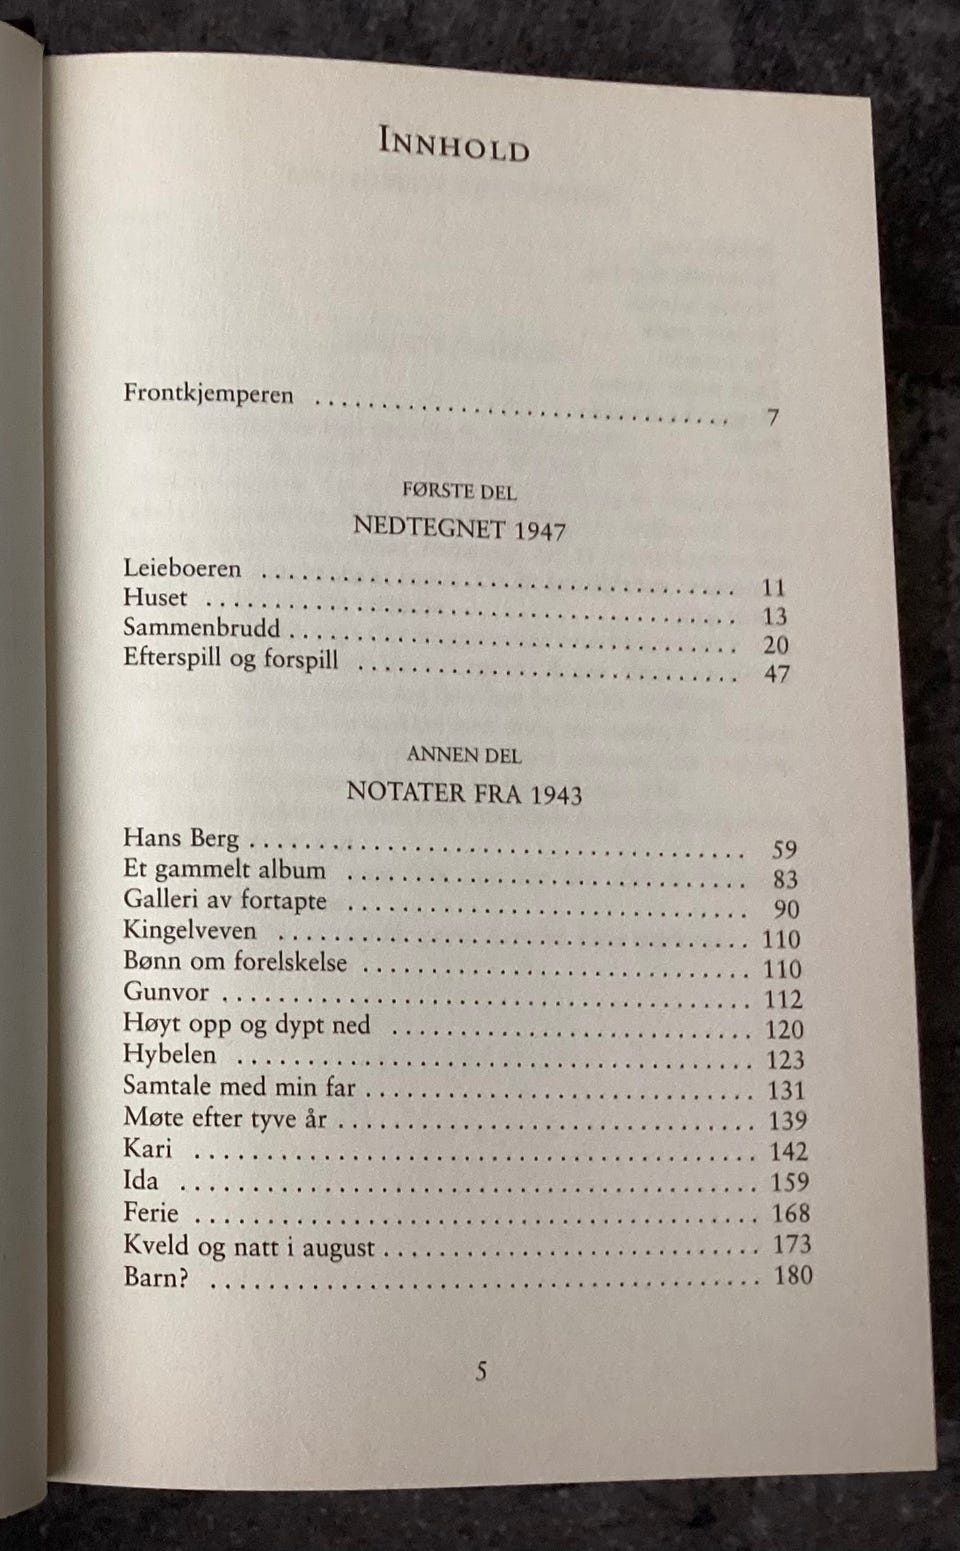 INNHOLD
Frontkjemperen . . . . . . . . . . . . . . . . . . . . . . . . . . . . . . . 7
FØRSTE DEL
NEDTEGNET 1947
Leieboeren . . . . . . . . . . . . . . . . . . . . . . . . . . . . . . . . . . . 11
Huset . . . . . . . . . . . . . . . . . . . . . . . . . . . . . . . . . . . . . . . 13
Sammenbrudd . . . . . . . . . . . . . . . . . . . . . . . . . . . . . . . . . 20
Efterspill og forspill . . . . . . . . . . . . . . . . . . . . . . . . . . . . 47
ANNEN DEL
NOTATER FRA 1943
Hans Berg . . . . . . . . . . . . . . . . . . . . . . . . . . . . . . . . . . . . 59
Et gammelt album . . . . . . . . . . . . . . . . . . . . . . . . . . . . . 83
Galleri av fortapte . . . . . . . . . . . . . . . . . . . . . . . . . . . . . 90
Kingelveven . . . . . . . . . . . . . . . . . . . . . . . . . . . . . . . . . . 110
Bønn om forelskelse . . . . . . . . . . . . . . . . . . . . . . . . . . . . 110
Gunvor . . . . . . . . . . . . . . . . . . . . . . . . . . . . . . . . . . . . . . 112
Høyt opp og dypt ned . . . . . . . . . . . . . . . . . . . . . . . . . . 120
Hybelen . . . . . . . . . . . . . . . . . . . . . . . . . . . . . . . . . . . . . 123
Samtale med min far . . . . . . . . . . . . . . . . . . . . . . . . . . . . 131
Møte efter tyve år . . . . . . . . . . . . . . . . . . . . . . . . . . . . . . 139
Kari . . . . . . . . . . . . . . . . . . . . . . . . . . . . . . . . . . . . . . . . 142
Ida . . . . . . . . . . . . . . . . . . . . . . . . . . . . . . . . . . . . . . . . . 159
Ferie . . . . . . . . . . . . . . . . . . . . . . . . . . . . . . . . . . . . . . . . 168
Kveld og natt i august . . . . . . . . . . . . . . . . . . . . . . . . . . . 173
Barn? . . . . . . . . . . . . . . . . . . . . . . . . . . . . . . . . . . . . . . . 180
5